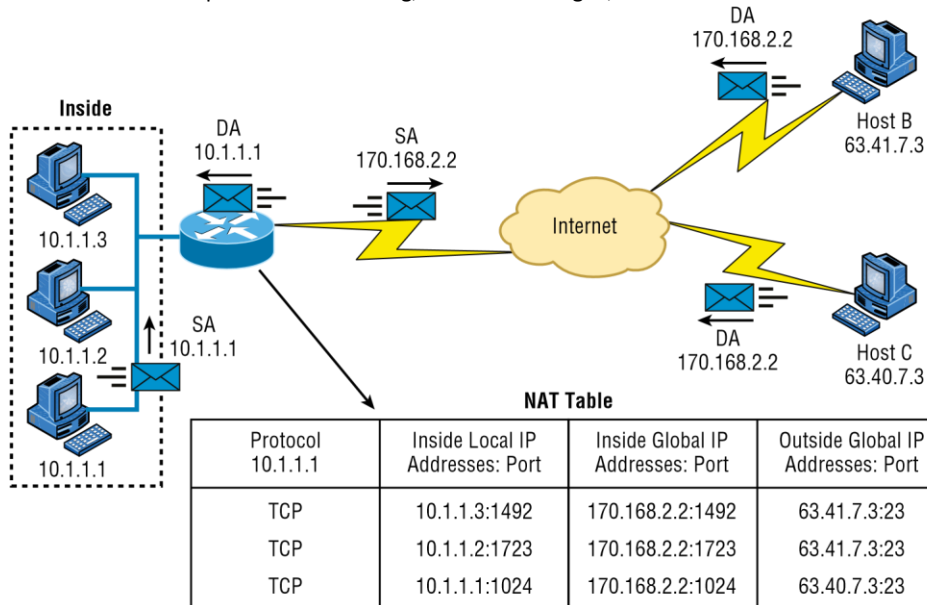 DA
170.168.2.2
Host B
63.41.7.3
Inside
DA
10.1.1.1
SA
170.168.2.2
Internet
10.1.1.3
10.1.1.2
SA
10.1.1.1
10.1.1.1
DA
170.168.2.2
Host C
63.40.7.3
NAT Table
Protocol
10.1.1.1
Inside Local IP
Addresses: Port
Inside Global IP
Addresses: Port
Outside Global IP
Addresses: Port
TCP 10.1.1.3:1492 170.168.2.2:1492 63.41.7.3:23
TCP 10.1.1.2:1723 170.168.2.2:1723 63.41.7.3:23
TCP 10.1.1.1:1024 170.168.2.2:1024 63.40.7.3:23